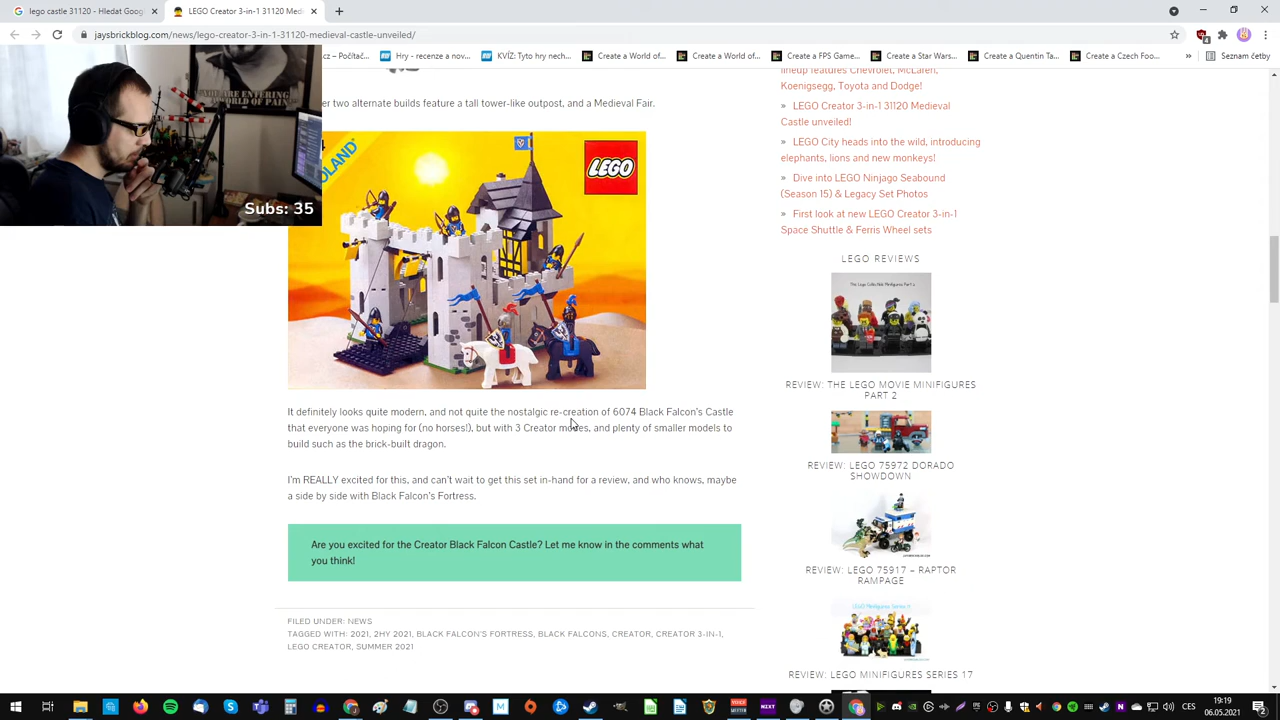 lego castle 31120 - Hledat Goog
LEGO Creator 3-in-1 31120 Med
jaysbrickblog.com/news/lego-creator-3-in-1-31120-medieval-castle-unveiled/
.cz – Počítač...
Hry - recenze a nov...
KVÍZ: Tyto hry nech...
Create a World of...
Create a World of...
Create a FPS Game...
Create a Star Wars...
Create a Quentin Ta...
Create a Czech Foo...
»
Seznam četby
YOU ARE ENTERING
WORLD OF PAIN
Subs: 35
er two alternate builds feature a tall tower-like outpost, and a Medieval Fair.
OLAND
LEGO
It definitely looks quite modern, and not quite the nostalgic re-creation of 6074 Black Falcon's Castle
that everyone was hoping for (no horses!), but with 3 Creator modes, and plenty of smaller models to
build such as the brick-built dragon.
I'm REALLY excited for this, and can't wait to get this set in-hand for a review, and who knows, maybe
a side by side with Black Falcon's Fortress.
Are you excited for the Creator Black Falcon Castle? Let me know in the comments what
you think!
FILED UNDER: NEWS
TAGGED WITH: 2021, 2HY 2021, BLACK FALCON'S FORTRESS, BLACK FALCONS, CREATOR, CREATOR 3-IN-1,
LEGO CREATOR, SUMMER 2021
lineup features Chevrolet, McLaren,
Koenigsegg, Toyota and Dodge!
» LEGO Creator 3-in-1 31120 Medieval
Castle unveiled!
» LEGO City heads into the wild, introducing
elephants, lions and new monkeys!
» Dive into LEGO Ninjago Seabound
(Season 15) & Legacy Set Photos
» First look at new LEGO Creator 3-in-1
Space Shuttle & Ferris Wheel sets
LEGO REVIEWS
REVIEW: THE LEGO MOVIE MINIFIGURES
PART 2
REVIEW: LEGO 75972 DORADO
SHOWDOWN
REVIEW: LEGO 75917 – RAPTOR
RAMPAGE
REVIEW: LEGO MINIFIGURES SERIES 17
CES
19:19
06.05.2021